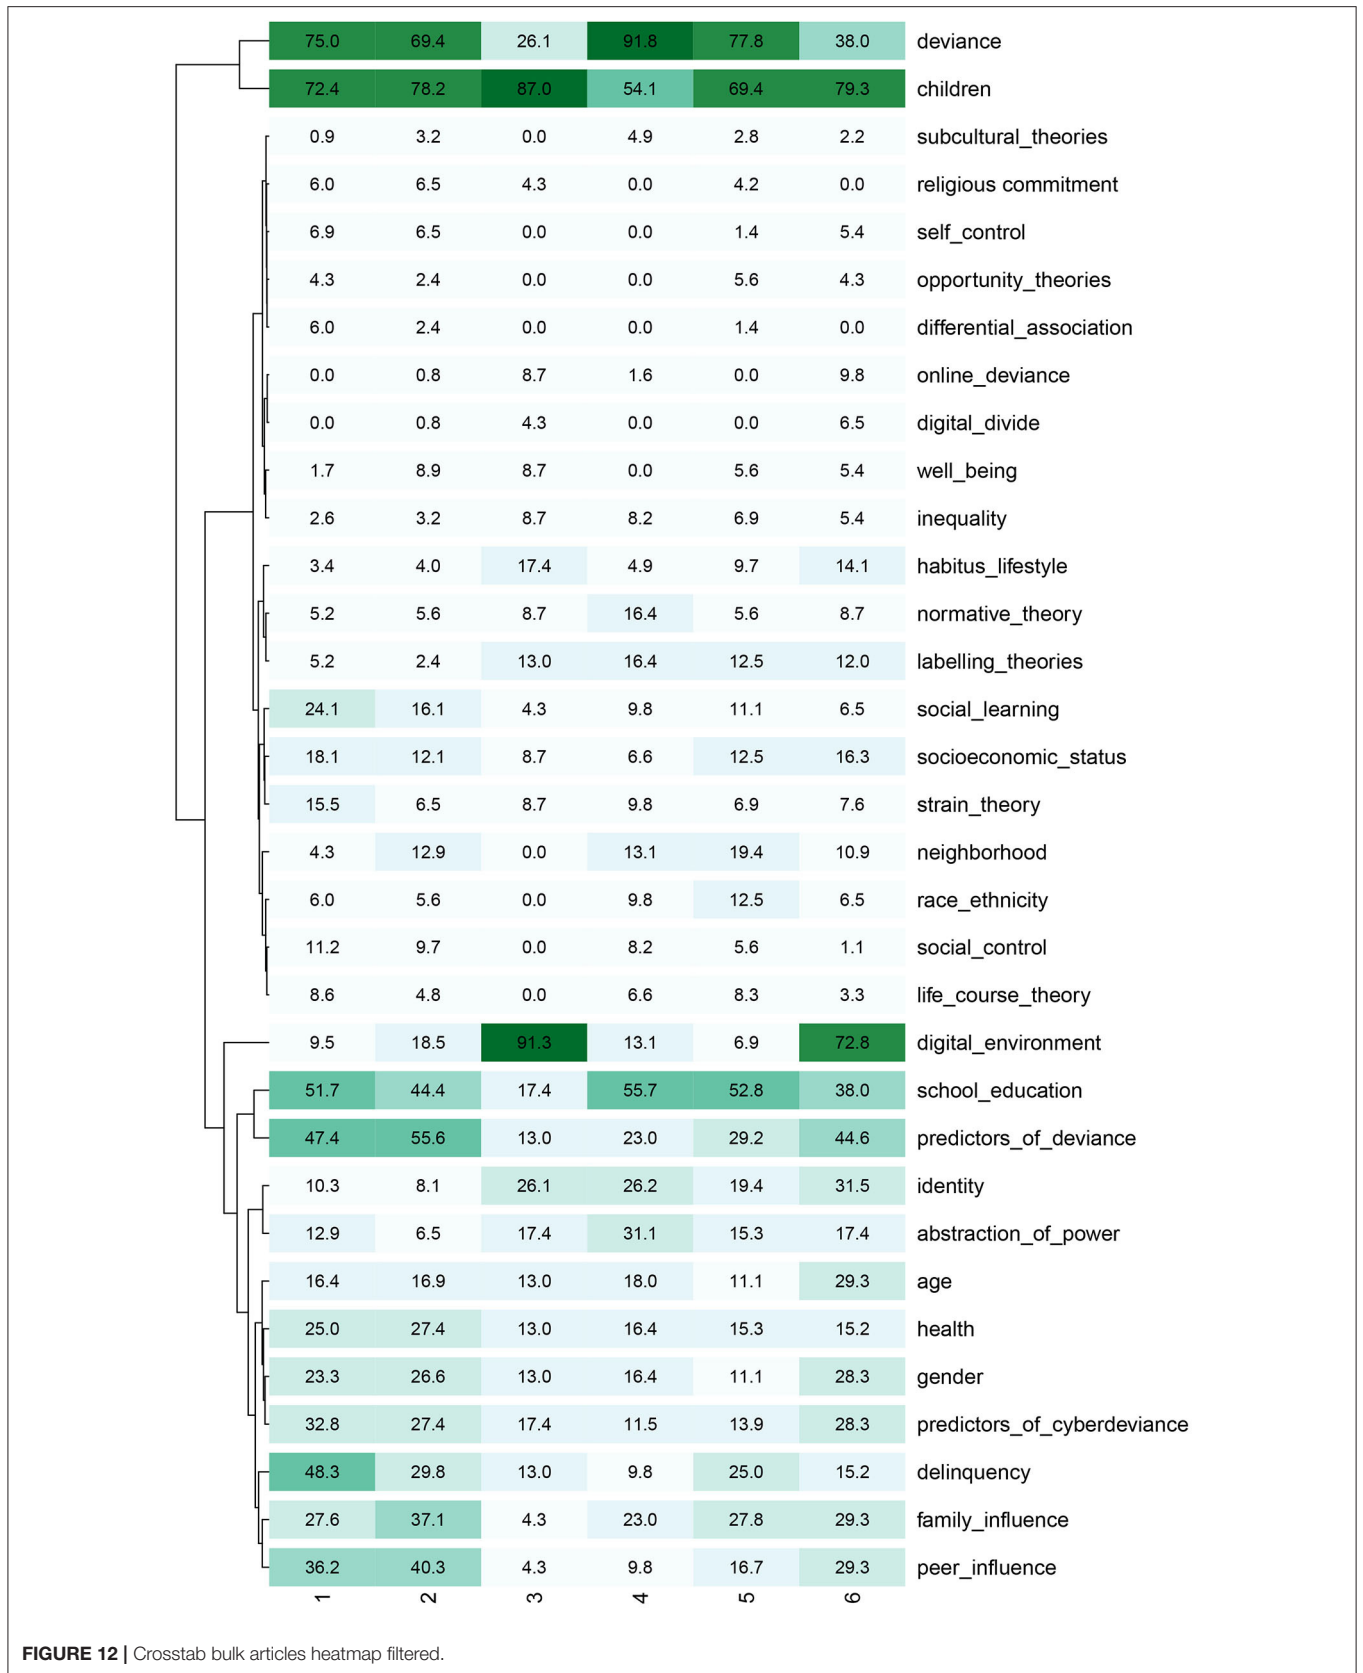 75.0 69.4 26.1 91.8 77.8 38.0 deviance
72.4 78.2 87.0 54.1 69.4 79.3 children
0.9 3.2 0.0 4.9 2.8 2.2 subcultural_theories
6.0 6.5 4.3 0.0 4.2 0.0 religious commitment
6.9 6.5 0.0 0.0 1.4 5.4 self_control
4.3 2.4 0.0 0.0 5.6 4.3 opportunity_theories
6.0 2.4 0.0 0.0 1.4 0.0 differential_association
0.0 0.8 8.7 1.6 0.0 9.8 online_deviance
0.0 0.8 4.3 0.0 0.0 6.5 digital_divide
1.7 8.9 8.7 0.0 5.6 5.4 well_being
2.6 3.2 8.7 8.2 6.9 5.4 inequality
3.4 4.0 17.4 4.9 9.7 14.1 habitus_lifestyle
5.2 5.6 8.7 16.4 5.6 8.7 normative_theory
5.2 2.4 13.0 16.4 12.5 12.0 labelling_theories
24.1 16.1 4.3 9.8 11.1 6.5 social_learning
18.1 12.1 8.7 6.6 12.5 16.3 socioeconomic_status
15.5 6.5 8.7 9.8 6.9 7.6 strain_theory
4.3 12.9 0.0 13.1 19.4 10.9 neighborhood
6.0 5.6 0.0 9.8 12.5 6.5 race_ethnicity
11.2 9.7 0.0 8.2 5.6 1.1 social_control
8.6 4.8 0.0 6.6 8.3 3.3 life_course_theory
9.5 18.5 91.3 13.1 6.9 72.8 digital_environment
51.7 44.4 17.4 55.7 52.8 38.0 school_education
47.4 55.6 13.0 23.0 29.2 44.6 predictors_of_deviance
10.3 8.1 26.1 26.2 19.4 31.5 identity
12.9 6.5 17.4 31.1 15.3 17.4 abstraction_of_power
16.4 16.9 13.0 18.0 11.1 29.3 age
25.0 27.4 13.0 16.4 15.3 15.2 health
23.3 26.6 13.0 16.4 11.1 28.3 gender
32.8 27.4 17.4 11.5 13.9 28.3 predictors_of_cyberdeviance
48.3 29.8 13.0 9.8 25.0 15.2 delinquency
27.6 37.1 4.3 23.0 27.8 29.3 family_influence
36.2 40.3 4.3 9.8 16.7 29.3 peer_influence
1 2 3 4 5 6
FIGURE 12 | Crosstab bulk articles heatmap filtered.